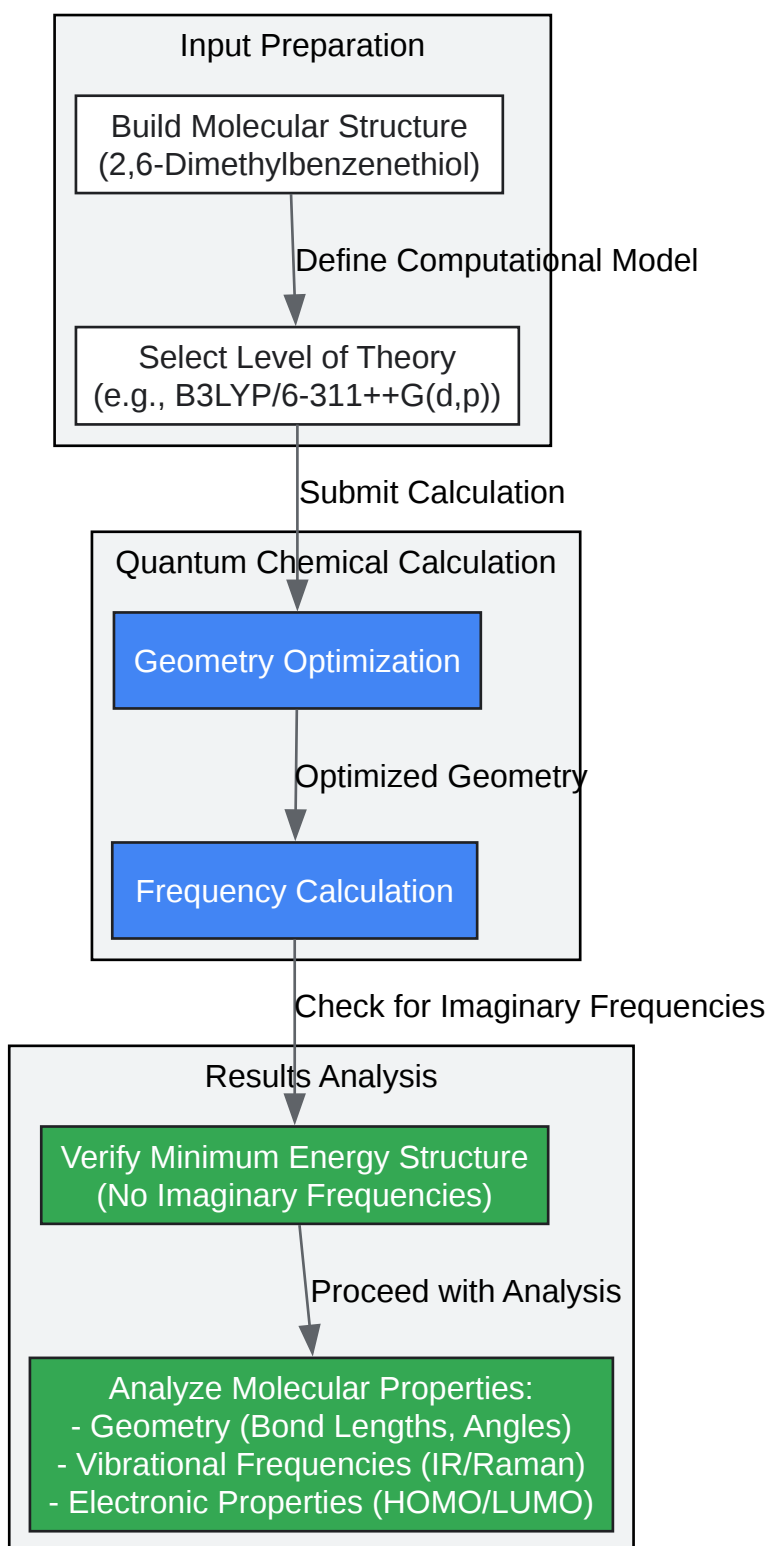 Input Preparation
Build Molecular Structure
(2,6-Dimethylbenzenethiol)
Define Computational Model
Select Level of Theory
(e.g., B3LYP/6-311++G(d,p))
Submit Calculation
Quantum Chemical Calculation
Geometry Optimization
Optimized Geometry
Frequency Calculation
Check for Imaginary Frequencies
Results Analysis
Verify Minimum Energy Structure
(No Imaginary Frequencies)
Proceed with Analysis
Analyze Molecular Properties:
- Geometry (Bond Lengths, Angles)
- Vibrational Frequencies (IR/Raman)
- Electronic Properties (HOMO/LUMO)